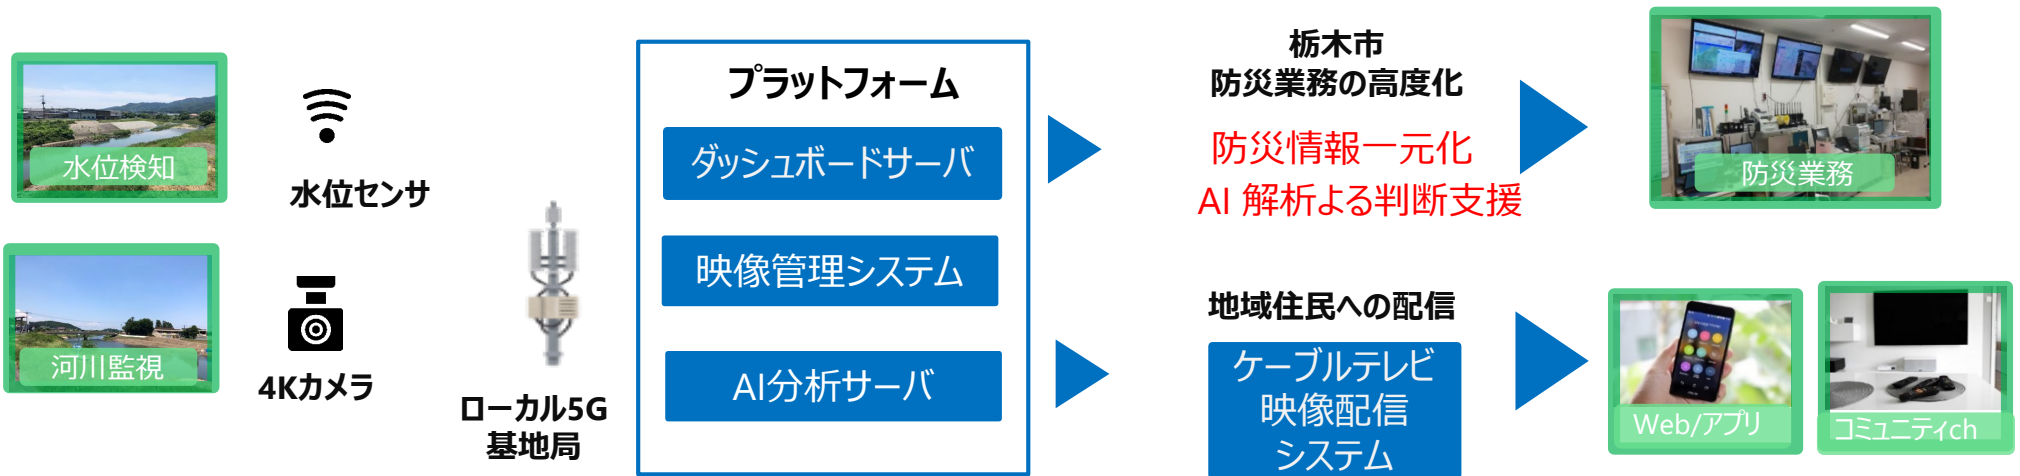 水位検知
水位センサ
河川監視
4Kカメラ
ローカル5G
基地局
プラットフォーム
ダッシュボードサーバ
映像管理システム
AI分析サーバ
栃木市
防災業務の高度化
防災情報一元化
AI 解析よる判断支援
防災業務
地域住民への配信
ケーブルテレビ
映像配信
システム
Web/アプリ
コミュニティch